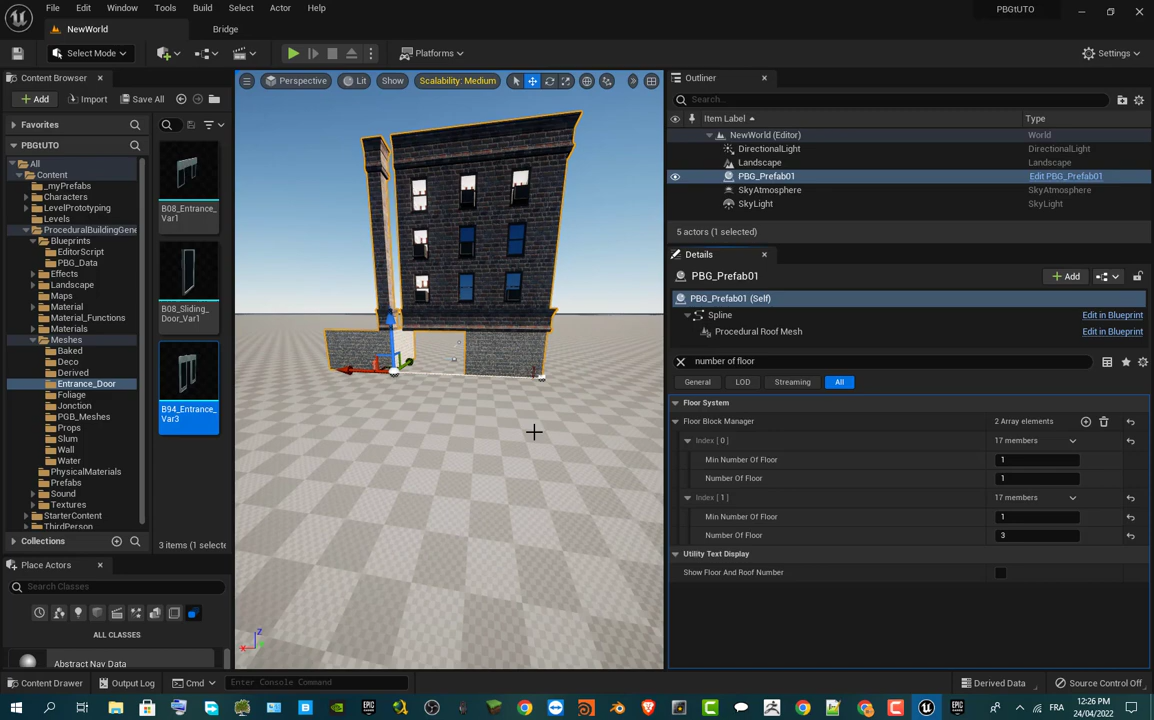 File Edit Window Tools Build Select Actor Help PBGtUTO
NewWorld Bridge
Select Mode Platforms Settings
Content Browser
Add Import Save All
Favorites
PBGtUTO
All
Content
_myPrefabs
Characters
LevelPrototyping
Levels
ProceduralBuildingGene
Blueprints
EditorScript
PBG_Data
Effects
Landscape
Maps
Material
Material_Functions
Materials
Meshes
Baked
Deco
Derived
Entrance_Door
Foliage
Jonction
PGB_Meshes
Props
Slum
Wall
Water
PhysicalMaterials
Prefabs
Sound
Textures
StarterContent
ThirdPerson
Collections
B08_Entrance_
Var1
B08_Sliding_
Door_Var1
B94_Entrance_
Var3
3 items (1 selecte
Place Actors
Search Classes
ALL CLASSES
Abstract Nav Data
Perspective Lit Show Scalability: Medium
Outliner
Search...
Item Label Type
NewWorld (Editor) World
DirectionalLight DirectionalLight
Landscape Landscape
PBG_Prefab01 Edit PBG_Prefab01
SkyAtmosphere SkyAtmosphere
SkyLight SkyLight
5 actors (1 selected)
Details
PBG_Prefab01 Add
PBG_Prefab01 (Self)
Spline Edit in Blueprint
Procedural Roof Mesh Edit in Blueprint
number of floor
General LOD Streaming All
Floor System
Floor Block Manager 2 Array elements
Index [ 0 ] 17 members
Min Number Of Floor 1
Number Of Floor 1
Index [ 1 ] 17 members
Min Number Of Floor 1
Number Of Floor 3
Utility Text Display
Show Floor And Roof Number
Content Drawer Output Log Cmd Enter Console Command Derived Data Source Control Off
FRA 12:26 PM
24/04/2022